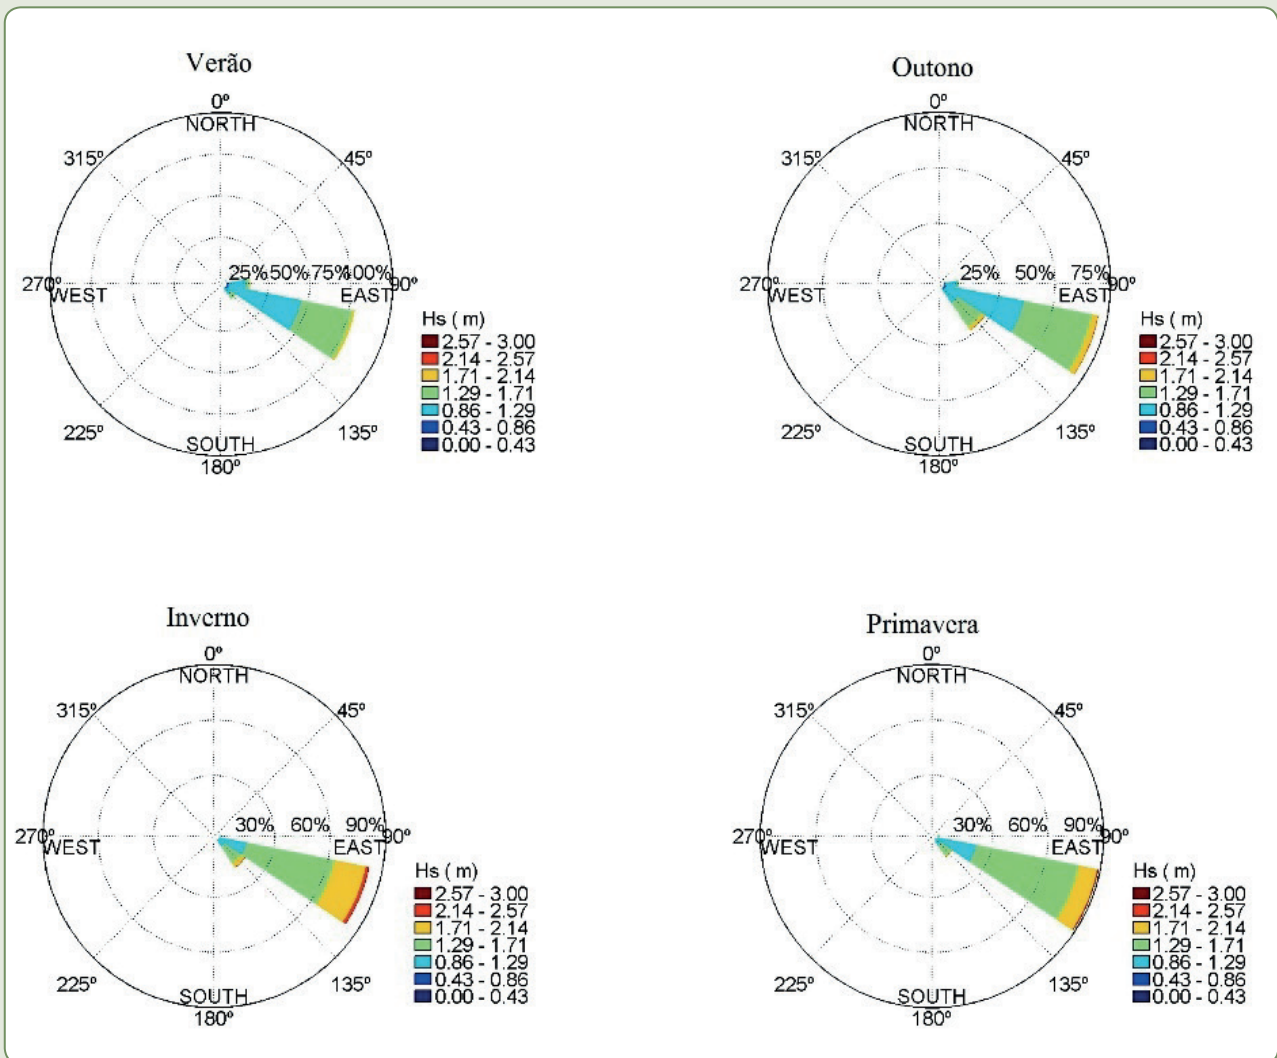 Verão
0º
NORTH
315º
45º
25% 50% 75% 100%
270º
90º
WEST
EAST
225º
135º
SOUTH
180º
Hs ( m)
2.57 - 3.00
2.14 - 2.57
1.71 - 2.14
1.29 - 1.71
0.86 - 1.29
0.43 - 0.86
0.00 - 0.43
Outono
0º
NORTH
315º
45º
25% 50% 75%
270º
90º
WEST
EAST
225º
135º
SOUTH
180º
Hs ( m)
2.57 - 3.00
2.14 - 2.57
1.71 - 2.14
1.29 - 1.71
0.86 - 1.29
0.43 - 0.86
0.00 - 0.43
Inverno
0º
NORTH
315º
45º
30% 60% 90%
270º
90º
WEST
EAST
225º
135º
SOUTH
180º
Hs ( m)
2.57 - 3.00
2.14 - 2.57
1.71 - 2.14
1.29 - 1.71
0.86 - 1.29
0.43 - 0.86
0.00 - 0.43
Primavera
0º
NORTH
315º
45º
30% 60% 90%
270º
90º
WEST
EAST
225º
135º
SOUTH
180º
Hs ( m)
2.57 - 3.00
2.14 - 2.57
1.71 - 2.14
1.29 - 1.71
0.86 - 1.29
0.43 - 0.86
0.00 - 0.43